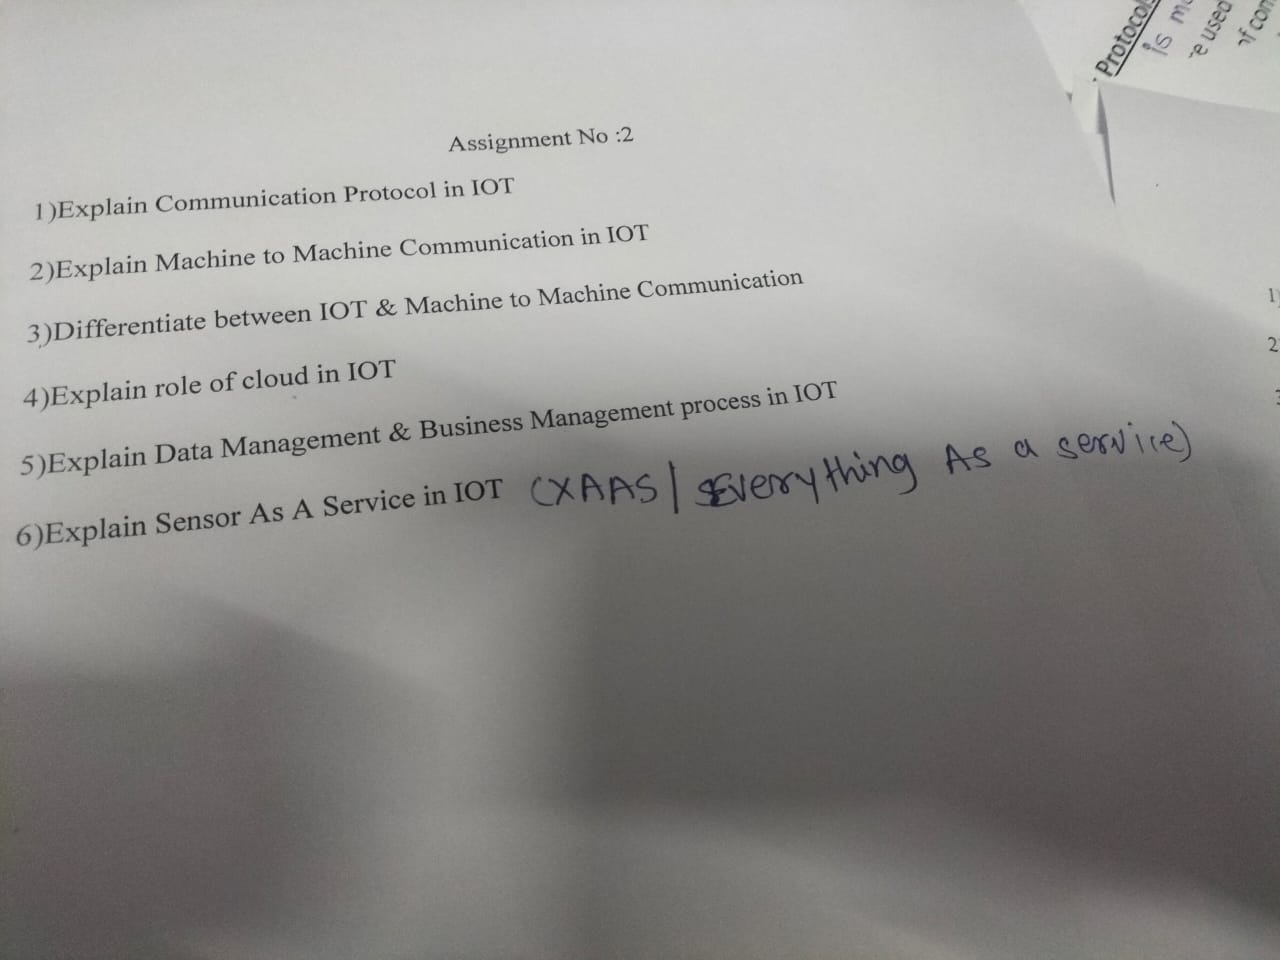 Assignment No :2
1)Explain Communication Protocol in IOT
2)Explain Machine to Machine Communication in IOT
3)Differentiate between IOT & Machine to Machine Communication
4)Explain role of cloud in IOT
5)Explain Data Management & Business Management process in IOT
6)Explain Sensor As A Service in IOT (XAAS| Everything As a service)
Protocol
is
used
of
1)
2